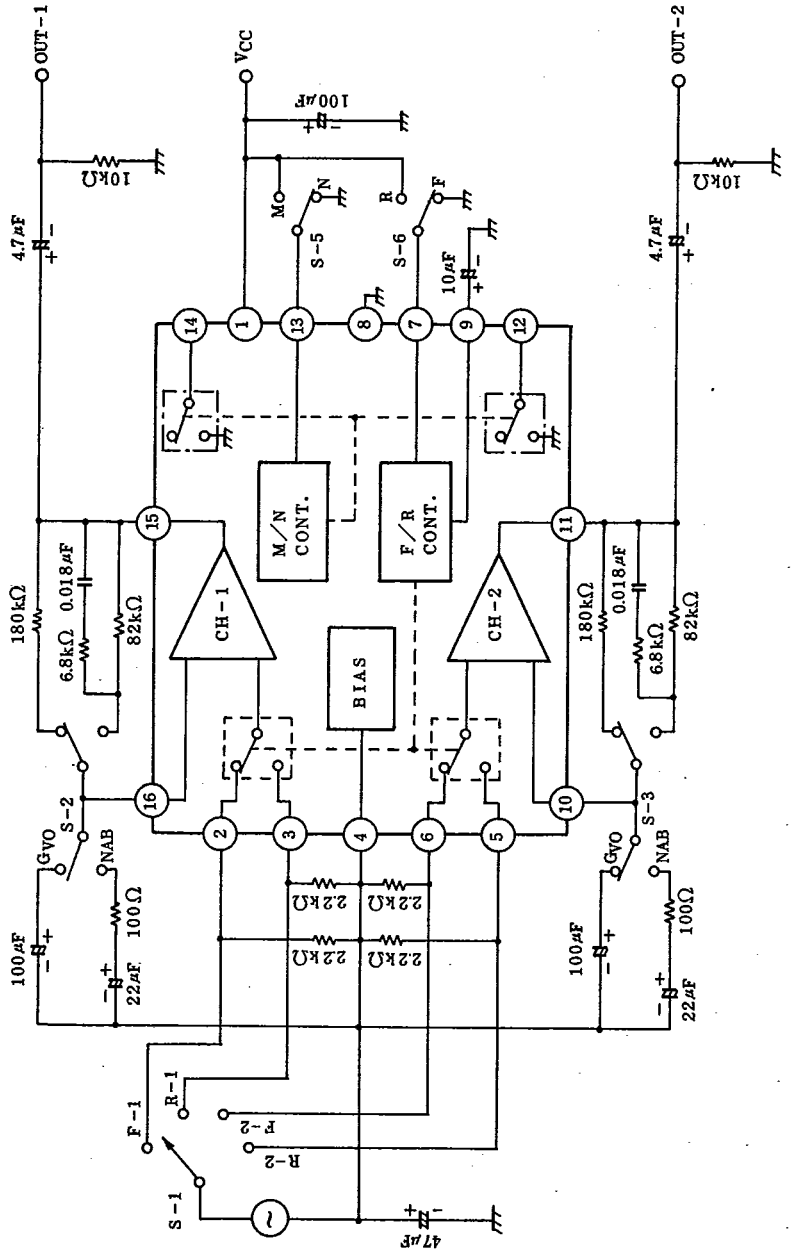 OUT-1
4.7μF
+ -
10kΩ
VCC
100μF
+ -
M
N
S-5
R
F
S-6
10μF
+ -
4.7μF
+ -
10kΩ
OUT-2
14
1
13
8
7
9
12
M/N
CONT.
F/R
CONT.
15
11
CH-1
CH-2
BIAS
180kΩ
0.018μF
6.8kΩ
82kΩ
180kΩ
0.018μF
6.8kΩ
82kΩ
16
2
3
4
6
5
10
S-2
GVO
NAB
100μF
- +
100Ω
22μF
- +
S-3
GVO
NAB
100μF
- +
100Ω
22μF
- +
2.2kΩ
2.2kΩ
2.2kΩ
2.2kΩ
F-1
R-1
F-2
R-2
S-1
~
47μF
+ -